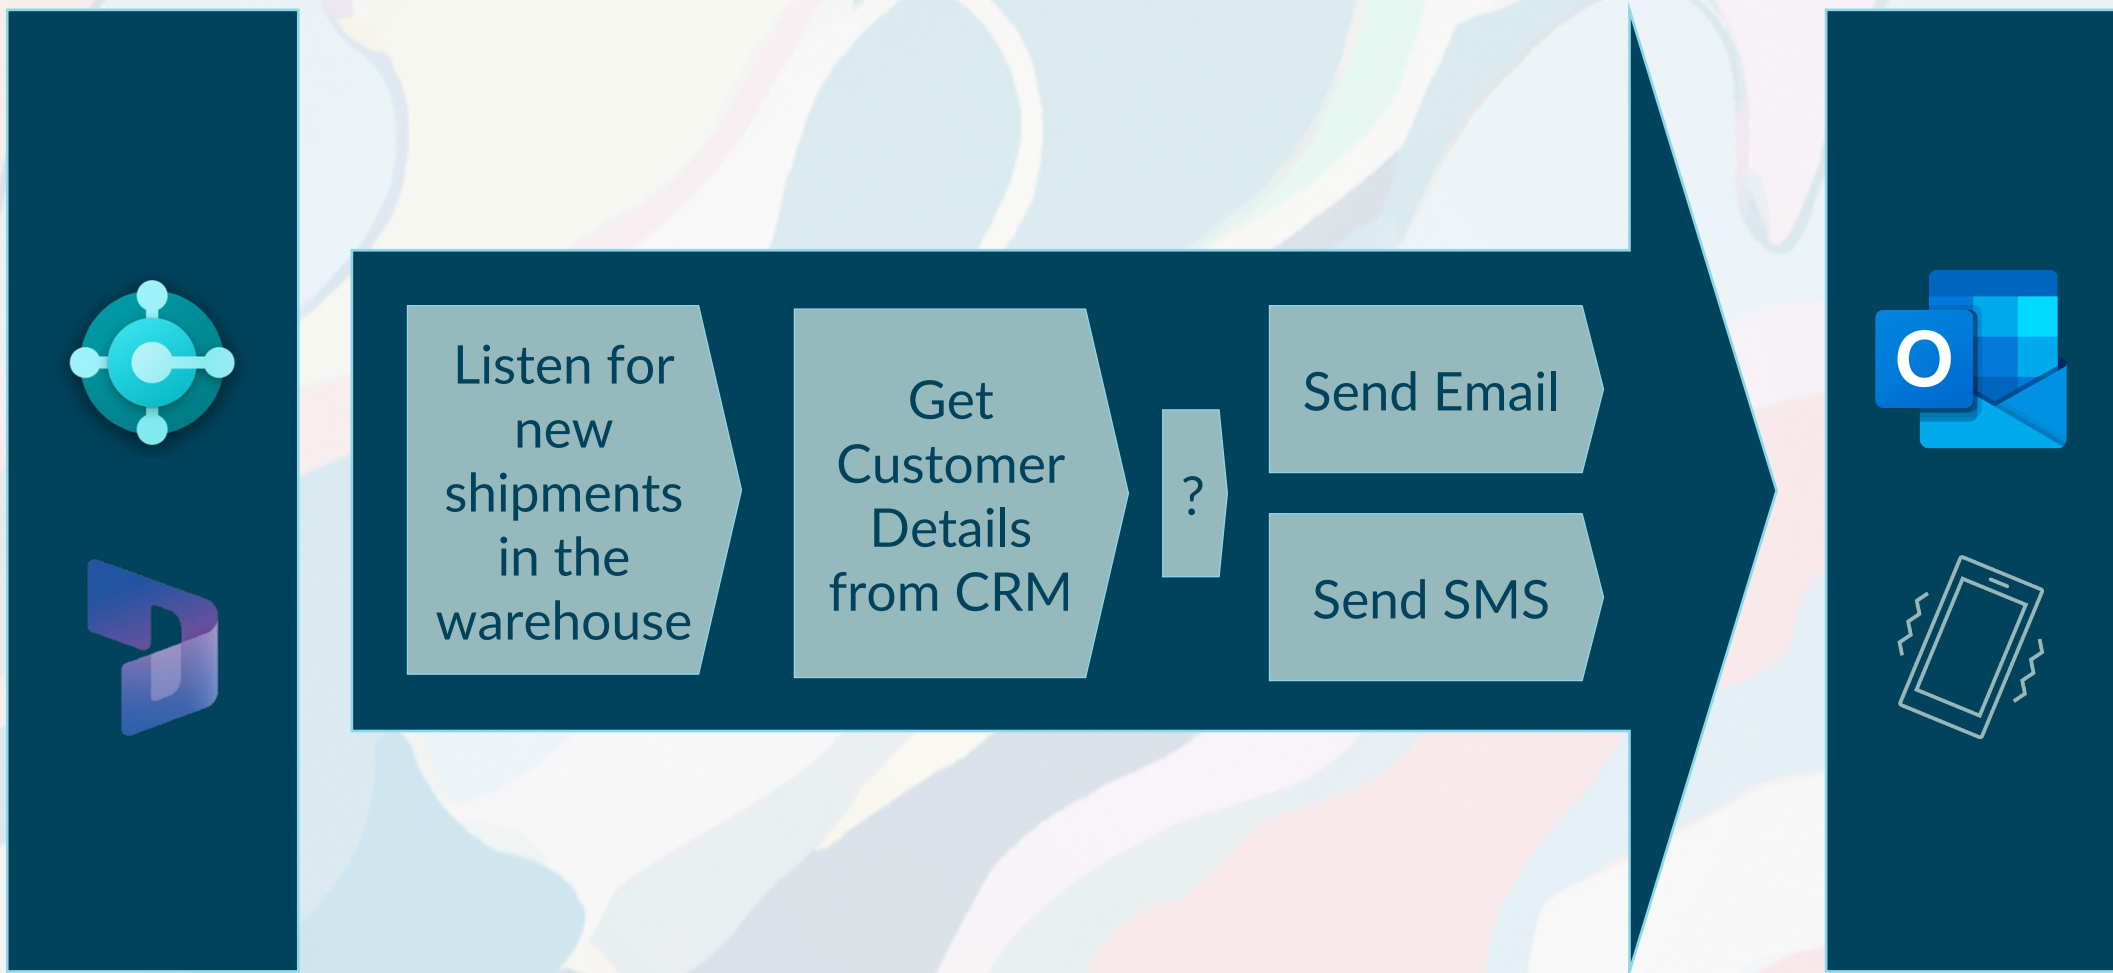 Listen for
new
shipments
in the
warehouse
Get
Customer
Details
from CRM
?
Send Email
Send SMS
O